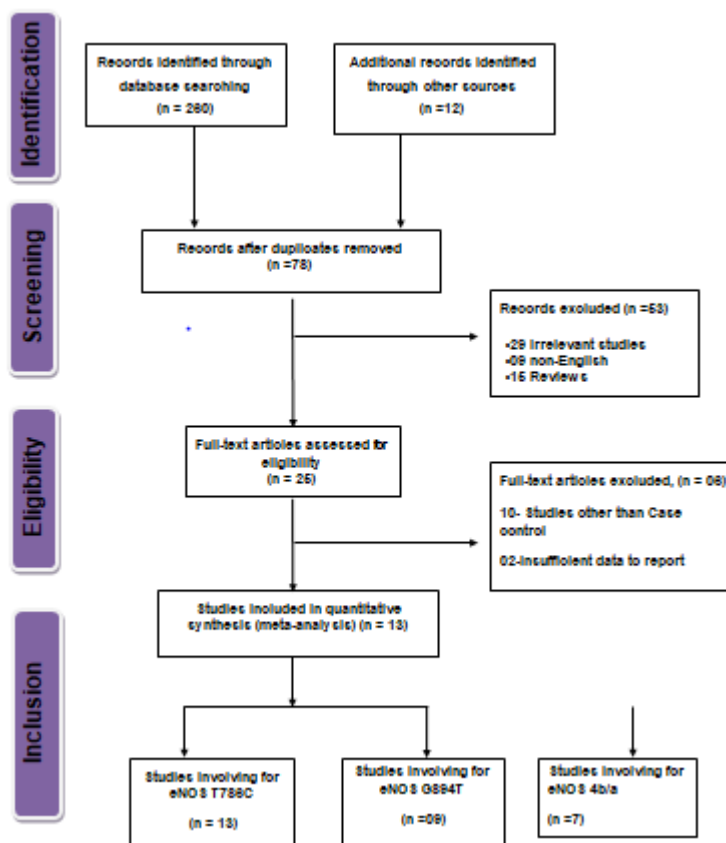 Identification
Records identified through
database searching
(n = 260)
Additional records identified
through other sources
(n =12)
Screening
Records after duplicates removed
(n =78)
Records excluded (n =53)
▪29 Irrelevant studies
▪09 non-English
▪15 Reviews
Eligibility
Full-text articles assessed for
eligibility
(n = 25)
Full-text articles excluded, (n = 06)
10- Studies other than Case
control
02-Insufficient data to report
Inclusion
Studies included in quantitative
synthesis (meta-analysis) (n = 13)
Studies involving for
eNOS T786C
(n = 13)
Studies involving for
eNOS G894T
(n =09)
Studies involving for
eNOS 4b/a
(n =7)